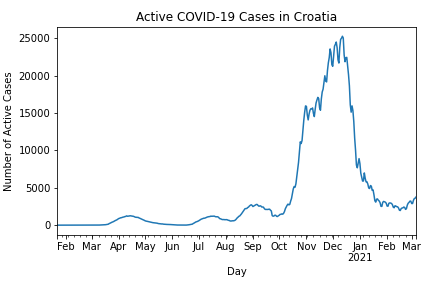 Active COVID-19 Cases in Croatia
Number of Active Cases
25000
20000
15000
10000
5000
0
Feb Mar Apr May Jun Jul Aug Sep Oct Nov Dec Jan Feb Mar
2021
Day